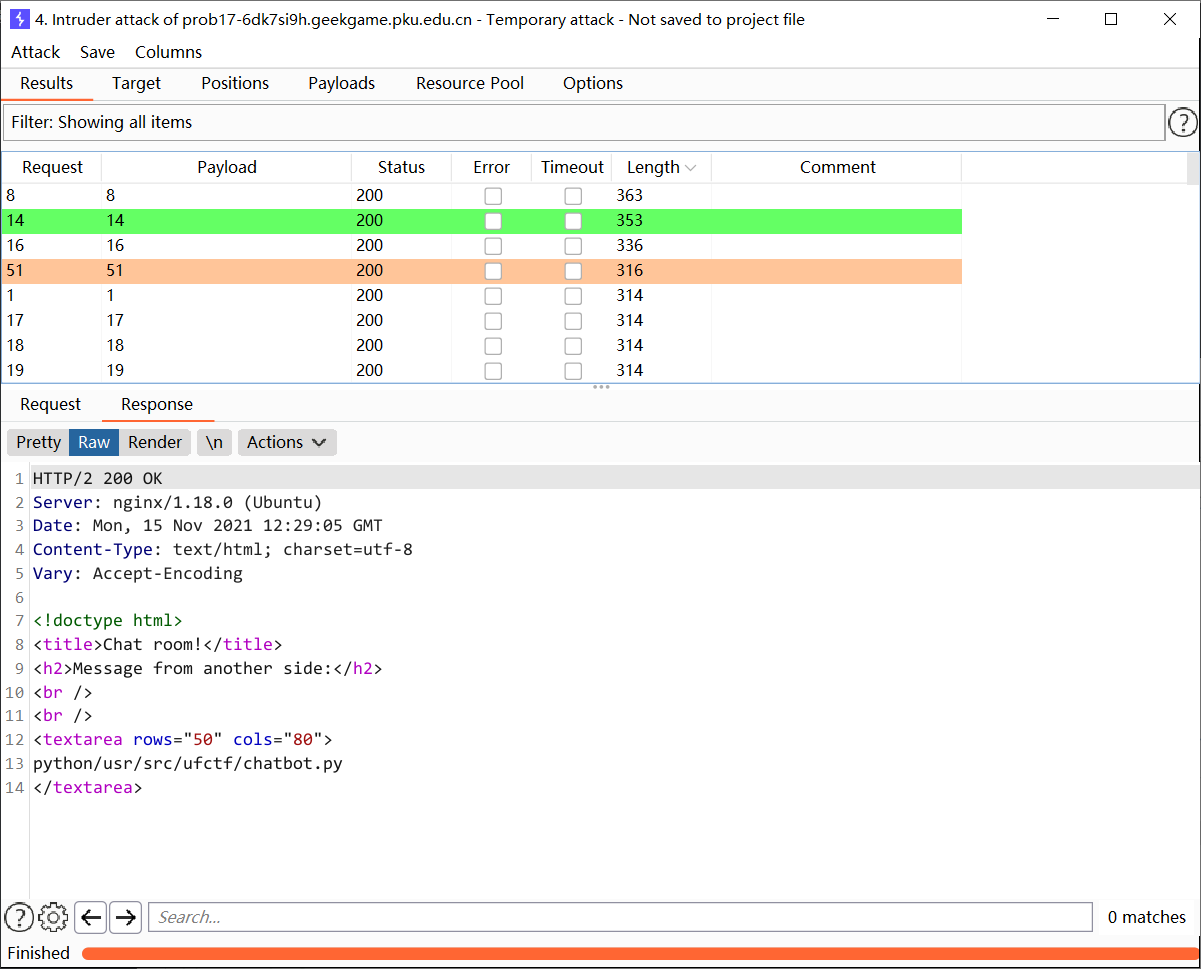 4. Intruder attack of prob17-6dk7si9h.geekgame.pku.edu.cn - Temporary attack - Not saved to project file
Attack Save Columns
Results Target Positions Payloads Resource Pool Options
Filter: Showing all items ?
Request Payload Status Error Timeout Length Comment
8 8 200 363
14 14 200 353
16 16 200 336
51 51 200 316
1 1 200 314
17 17 200 314
18 18 200 314
19 19 200 314
Request Response
Pretty Raw Render \n Actions
1 HTTP/2 200 OK
2 Server: nginx/1.18.0 (Ubuntu)
3 Date: Mon, 15 Nov 2021 12:29:05 GMT
4 Content-Type: text/html; charset=utf-8
5 Vary: Accept-Encoding
6
7 <!doctype html>
8 <title>Chat room!</title>
9 <h2>Message from another side:</h2>
10 <br />
11 <br />
12 <textarea rows="50" cols="80">
13 python/usr/src/ufctf/chatbot.py
14 </textarea>
? Search... 0 matches
Finished